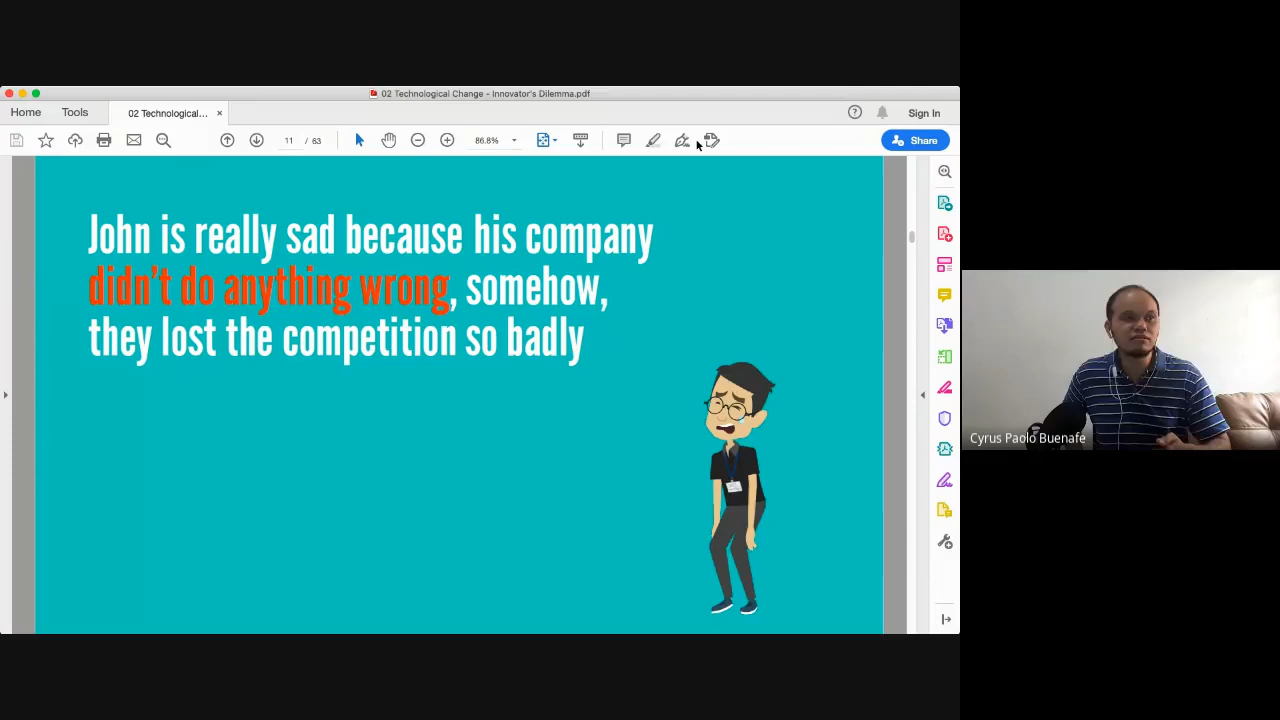 02 Technological Change - Innovator's Dilemma.pdf
Home Tools 02 Technological... × Sign In
11 / 63 86.8% Share
John is really sad because his company
didn't do anything wrong, somehow,
they lost the competition so badly
Cyrus Paolo Buenafe